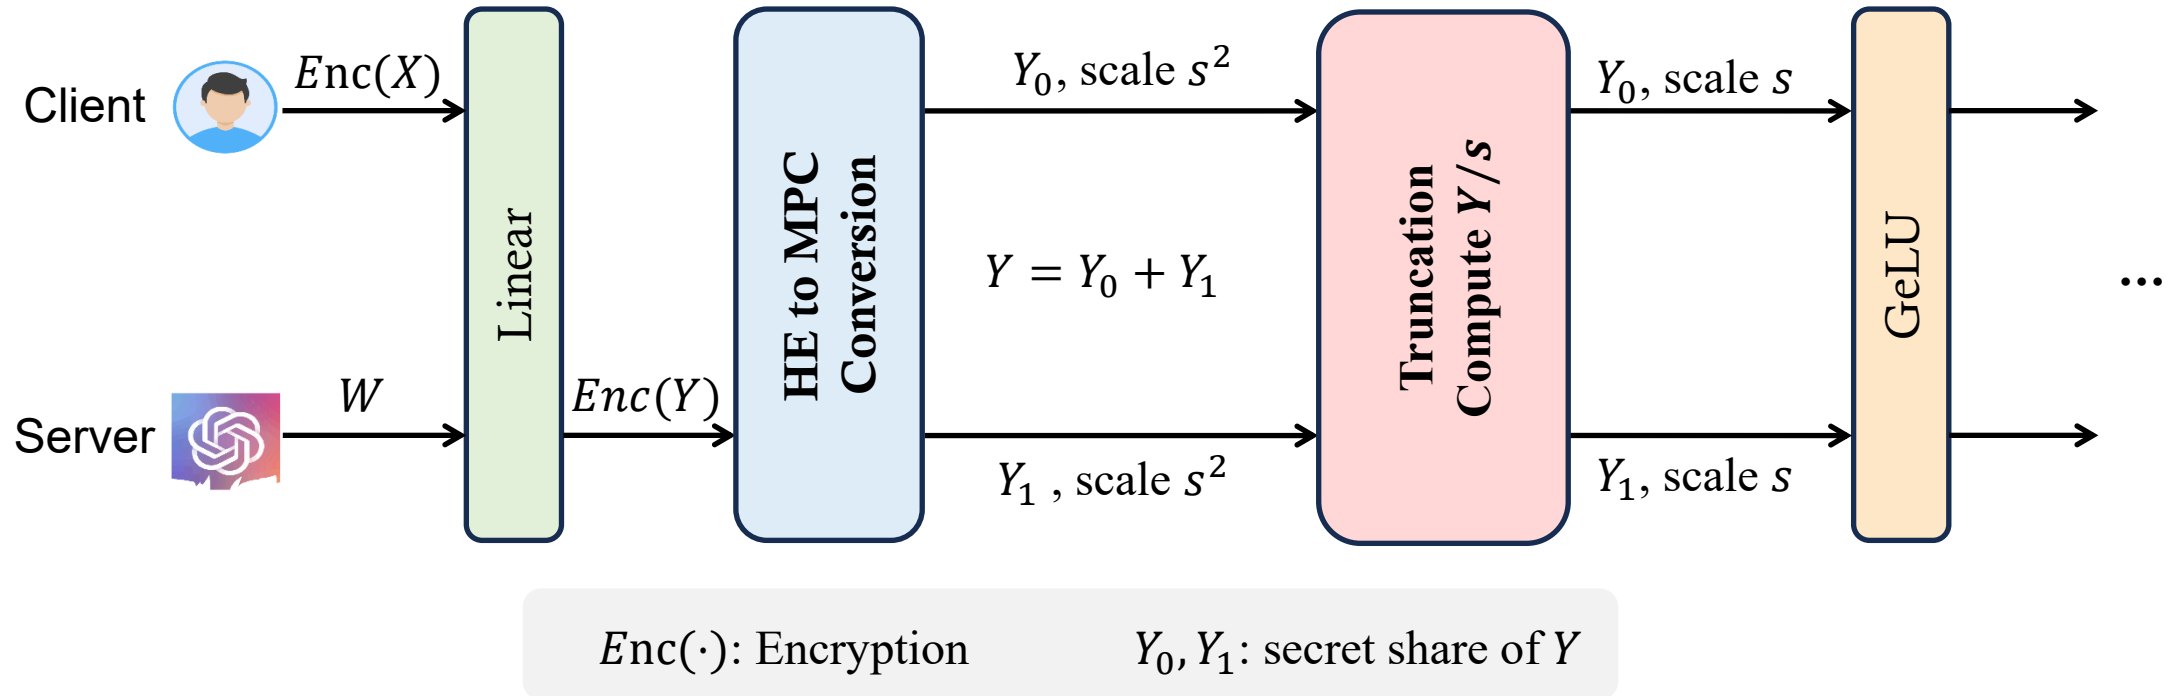 Client
Enc(X)
Server
W
Linear
Enc(Y)
HE to MPC
Conversion
Y₀, scale s²
Y = Y₀ + Y₁
Y₁ , scale s²
Truncation
Compute Y/s
Y₀, scale s
Y₁, scale s
GeLU
...
Enc(·): Encryption
Y₀, Y₁: secret share of Y